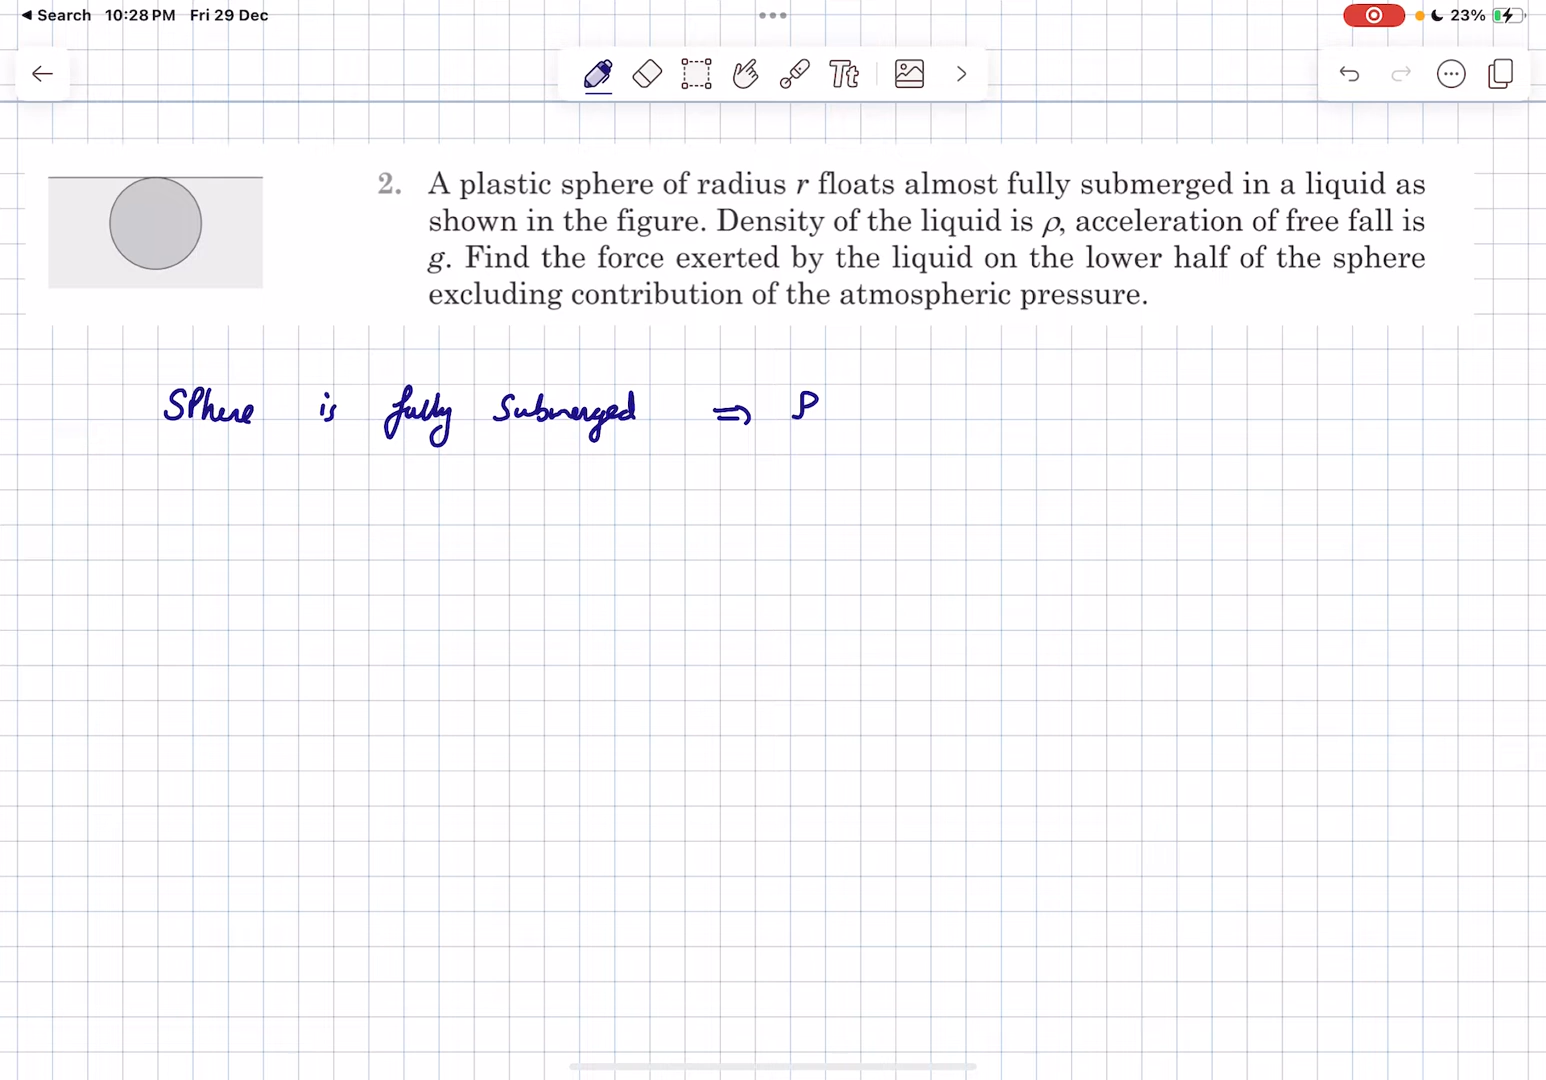 ◀ Search 10:28 PM Fri 29 Dec
23%
Tt
2. A plastic sphere of radius r floats almost fully submerged in a liquid as
shown in the figure. Density of the liquid is ρ, acceleration of free fall is
g. Find the force exerted by the liquid on the lower half of the sphere
excluding contribution of the atmospheric pressure.
Sphere is fully Submerged ⇒ ρ